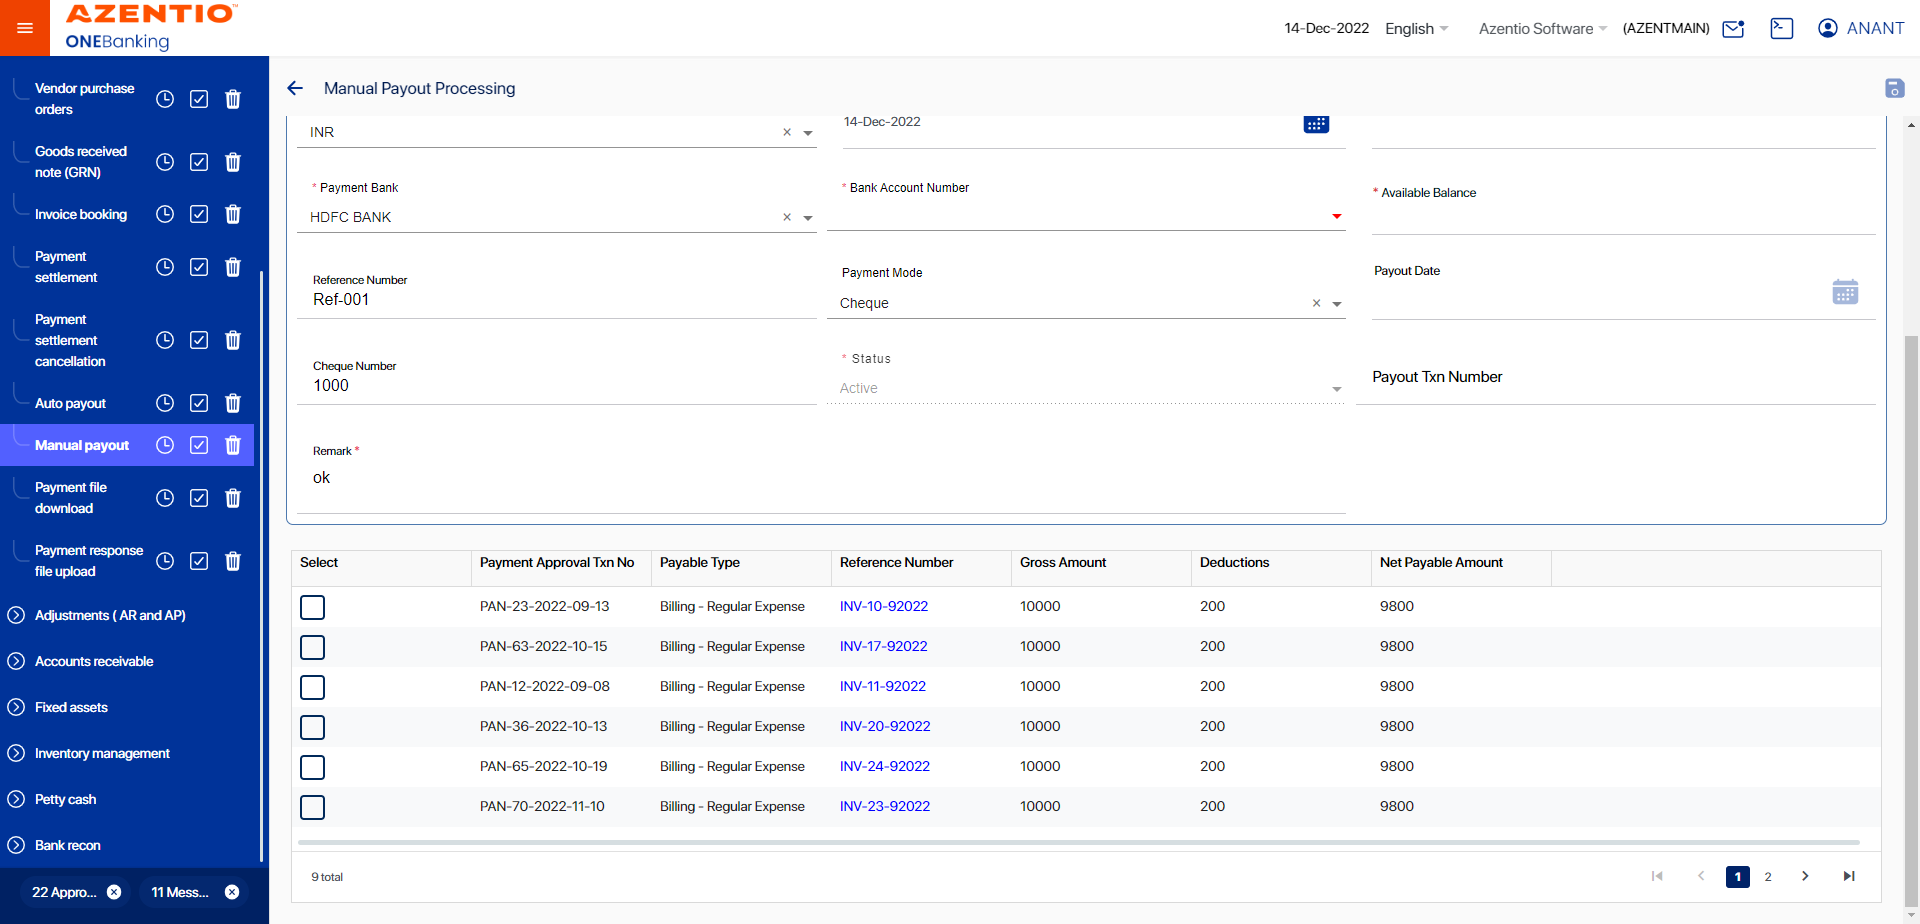 AZENTIO™
ONEBanking
14-Dec-2022 English Azentio Software (AZENTMAIN) ANANT
Vendor purchase
orders
Goods received
note (GRN)
Invoice booking
Payment
settlement
Payment
settlement
cancellation
Auto payout
Manual payout
Payment file
download
Payment response
file upload
Adjustments ( AR and AP)
Accounts receivable
Fixed assets
Inventory management
Petty cash
Bank recon
22 Appro...
11 Mess...
Manual Payout Processing
INR
14-Dec-2022
* Payment Bank
HDFC BANK
* Bank Account Number
* Available Balance
Reference Number
Ref-001
Payment Mode
Cheque
Payout Date
Cheque Number
1000
* Status
Active
Payout Txn Number
Remark *
ok
Select Payment Approval Txn No Payable Type Reference Number Gross Amount Deductions Net Payable Amount
PAN-23-2022-09-13 Billing - Regular Expense INV-10-92022 10000 200 9800
PAN-63-2022-10-15 Billing - Regular Expense INV-17-92022 10000 200 9800
PAN-12-2022-09-08 Billing - Regular Expense INV-11-92022 10000 200 9800
PAN-36-2022-10-13 Billing - Regular Expense INV-20-92022 10000 200 9800
PAN-65-2022-10-19 Billing - Regular Expense INV-24-92022 10000 200 9800
PAN-70-2022-11-10 Billing - Regular Expense INV-23-92022 10000 200 9800
9 total
1 2